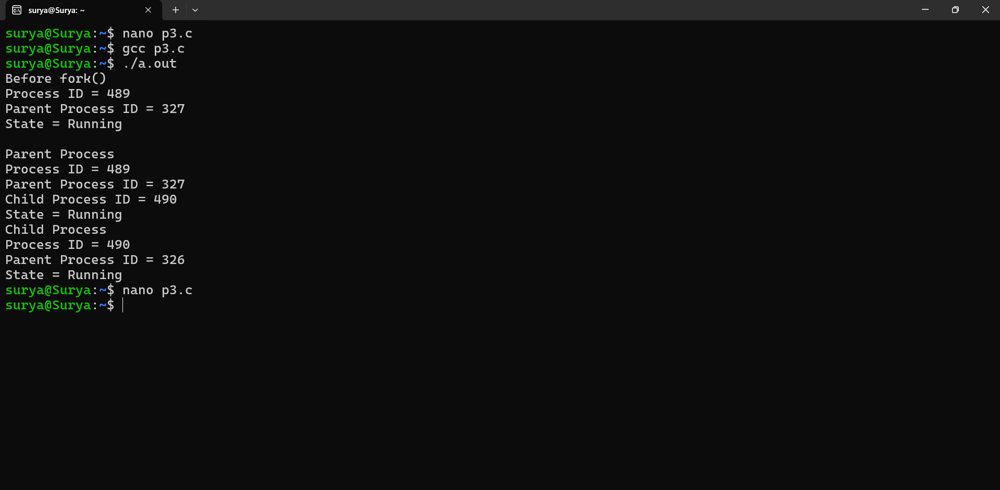 surya@Surya: ~
surya@Surya:~$ nano p3.c
surya@Surya:~$ gcc p3.c
surya@Surya:~$ ./a.out
Before fork()
Process ID = 489
Parent Process ID = 327
State = Running
Parent Process
Process ID = 489
Parent Process ID = 327
Child Process ID = 490
State = Running
Child Process
Process ID = 490
Parent Process ID = 326
State = Running
surya@Surya:~$ nano p3.c
surya@Surya:~$